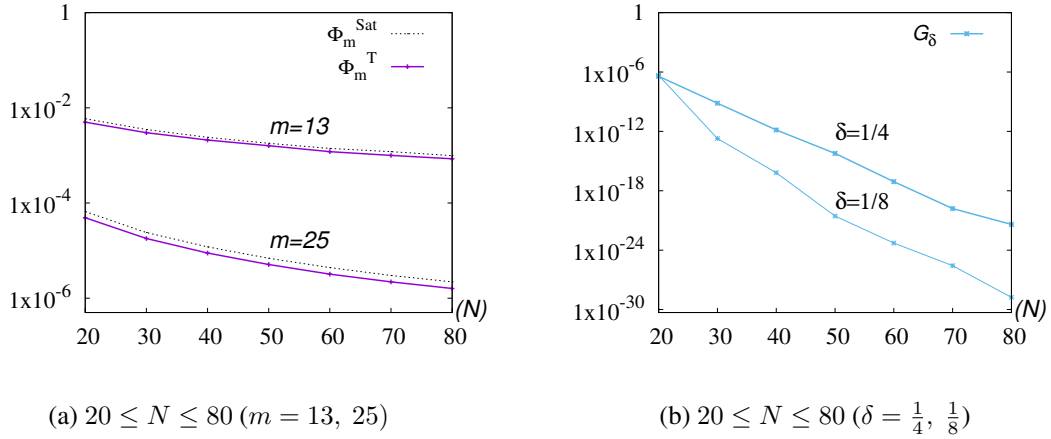 1
1x10^-2
1x10^-4
1x10^-6
Φ_m^Sat
Φ_m^T
m=13
m=25
(N)
20 30 40 50 60 70 80
(a) 20 ≤ N ≤ 80 (m = 13, 25)
1
1x10^-6
1x10^-12
1x10^-18
1x10^-24
1x10^-30
G_δ
δ=1/4
δ=1/8
(N)
20 30 40 50 60 70 80
(b) 20 ≤ N ≤ 80 (δ = 1/4, 1/8)